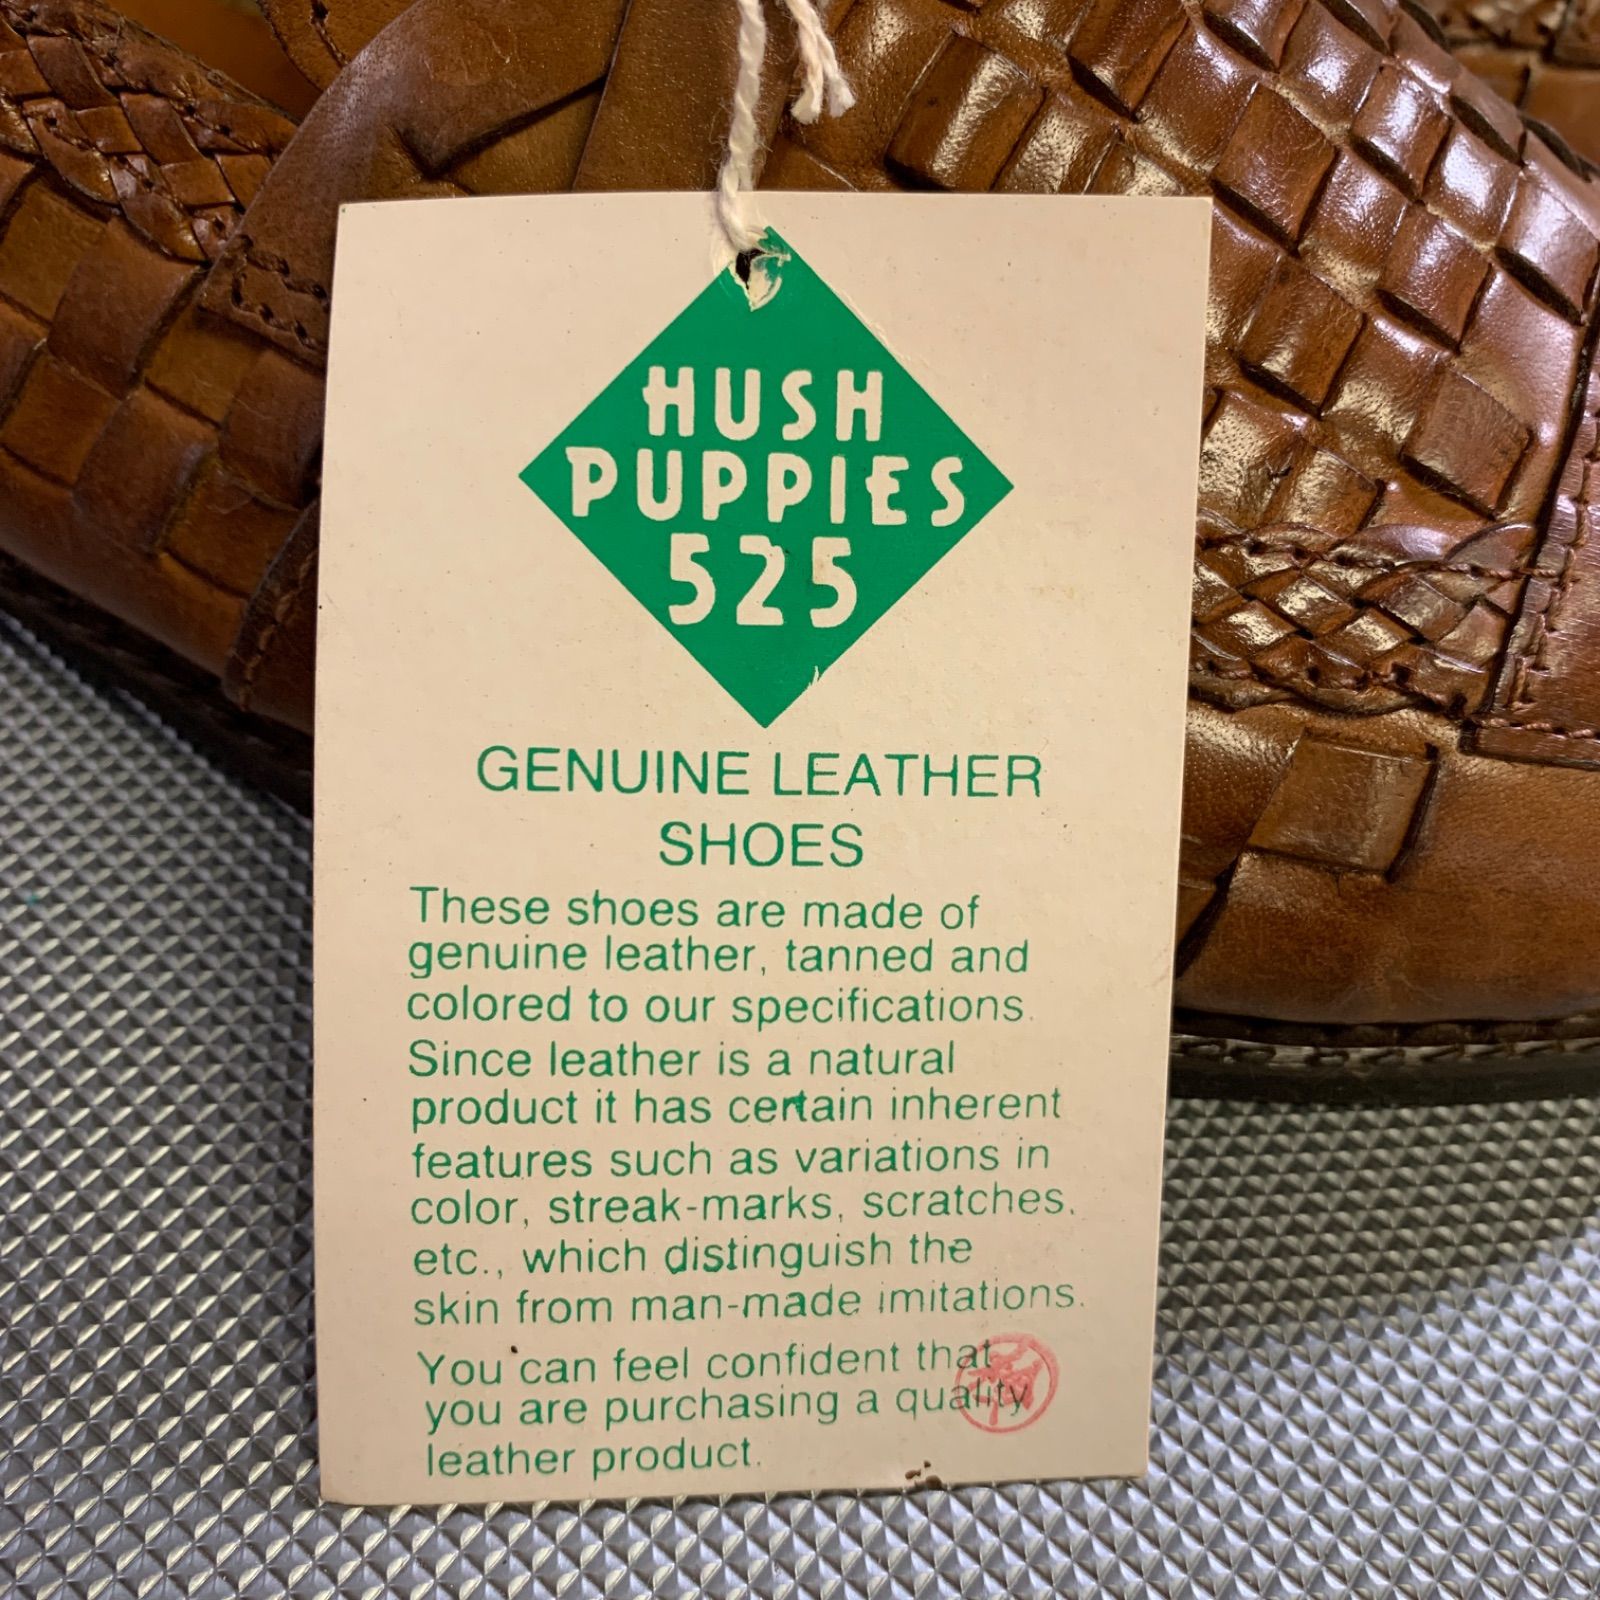 HUSH
PUPPIES
525
GENUINE LEATHER
SHOES
These shoes are made of
genuine leather, tanned and
colored to our specifications.
Since leather is a natural
product it has certain inherent
features such as variations in
color, streak-marks, scratches.
etc., which distinguish the
skin from man-made imitations.
You can feel confident that
you are purchasing a quality
leather product.